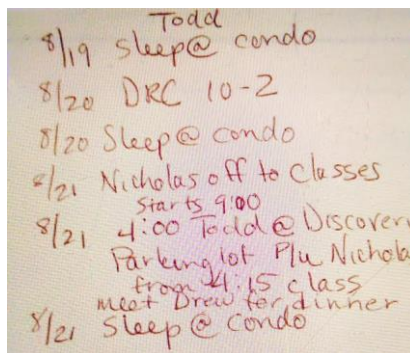 Todd
8/19 Sleep@ condo
8/20 DRC 10-2
8/20 Sleep@ condo
8/21 Nicholas off to Classes
Starts 9:00
8/21 4:00 Todd @ Discover
Parking lot P/u Nichola
from 4:15 class
meet Drew for dinner
8/21 Sleep @ condo